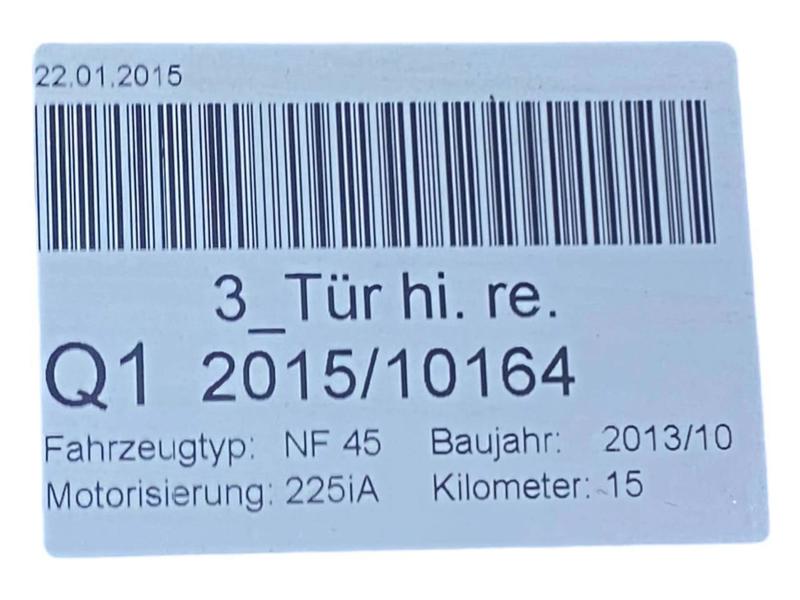 22.01.2015
3_Tür hi. re.
Q1 2015/10164
Fahrzeugtyp: NF 45 Baujahr: 2013/10
Motorisierung: 225iA Kilometer: 15